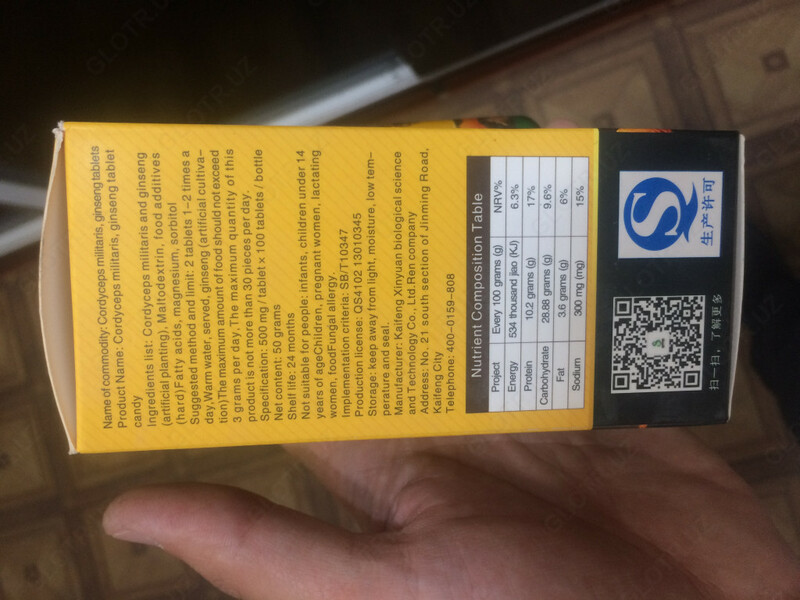 Name of commodity: Cordyceps militaris, ginseng tablets
Product Name: Cordyceps militaris, ginseng tablet
candy
Ingredients list: Cordyceps militaris and ginseng
(artificial planting), Maltodextrin, food additives
(hard)Fatty acids, magnesium, sorbitol
Suggested method and limit: 2 tablets 1-2 times a
day,Warm water, served, ginseng (artificial cultiva-
tion)The maximum amount of food should not exceed
3 grams per day,The maximum quantity of this
product is not more than 30 pieces per day.
Specification: 500 mg / tablet × 100 tablets / bottle
Net content: 50 grams
Shelf life: 24 months
Not suitable for people: infants, children under 14
years of ageChildren, pregnant women, lactating
women, foodFungal allergy.
Implementation criteria: SB/T10347
Production license: QS4102 13010345
Storage: keep away from light, moisture, low tem-
perature and seal.
Manufacturer: Kaifeng Xinyuan biological science
and Technology Co., Ltd.Ren company
Address: No. 21 south section of Jinming Road,
Kaifeng City
Telephone: 400-0159-808
Nutrient Composition Table
Project Every 100 grams (g) NRV%
Energy 534 thousand jiao (KJ) 6.3%
Protein 10.2 grams (g) 17%
Carbohydrate 28.88 grams (g) 9.6%
Fat 3.6 grams (g) 6%
Sodium 300 mg (mg) 15%
生产许可
扫一扫，了解更多
GLOTR.UZ